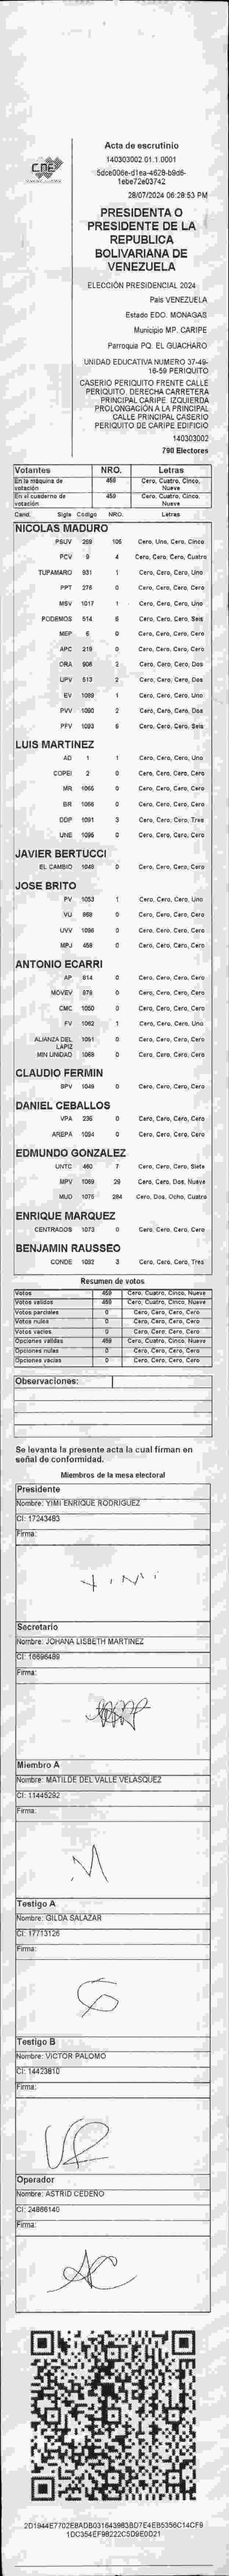 CNE
Acta de escrutinio
140303002.01.1.0001
28/07/2024 06:28:53 PM
PRESIDENTA O
PRESIDENTE DE LA
REPUBLICA
BOLIVARIANA DE
VENEZUELA
ELECCIÓN PRESIDENCIAL 2024
País VENEZUELA
Estado EDO. MONAGAS
Municipio MP. CARIPE
Parroquia PQ. EL GUACHARO
UNIDAD EDUCATIVA NUMERO 37-49-
18-59 PERIQUITO
CASERIO PERIQUITO FRENTE CALLE
PERIQUITO. DERECHA CARRETERA
PRINCIPAL CARIPE. IZQUIERDA
PROLONGACIÓN A LA PRINCIPAL
CALLE PRINCIPAL CASERIO
PERIQUITO DE CARIPE EDIFICIO
140303002
790 Electores
Votantes NRO. Letras
En la máquina de votación 459 Cero, Cuatro, Cinco, Nueve
En el cuaderno de votación 459 Cero, Cuatro, Cinco, Nueve
Cand. Sigla Código NRO. Letras
NICOLAS MADURO
PSUV 269 105 Cero, Uno, Cero, Cinco
PCV 9 4 Cero, Cero, Cero, Cuatro
TUPAMARO 931 1 Cero, Cero, Cero, Uno
PPT 276 0 Cero, Cero, Cero, Cero
MSV 1017 1 Cero, Cero, Cero, Uno
PODEMOS 514 6 Cero, Cero, Cero, Seis
MEP 5 0 Cero, Cero, Cero, Cero
APC 219 0 Cero, Cero, Cero, Cero
ORA 908 2 Cero, Cero, Cero, Dos
UPV 513 2 Cero, Cero, Cero, Dos
EV 1089 1 Cero, Cero, Cero, Uno
PVV 1090 2 Cero, Cero, Cero, Dos
PFV 1093 6 Cero, Cero, Cero, Seis
LUIS MARTINEZ
AD 1 1 Cero, Cero, Cero, Uno
COPEI 2 0 Cero, Cero, Cero, Cero
MR 1065 0 Cero, Cero, Cero, Cero
BR 1066 0 Cero, Cero, Cero, Cero
DDP 1091 3 Cero, Cero, Cero, Tres
UNE 1095 0 Cero, Cero, Cero, Cero
JAVIER BERTUCCI
EL CAMBIO 1048 0 Cero, Cero, Cero, Cero
JOSE BRITO
PV 1053 1 Cero, Cero, Cero, Uno
VU 958 0 Cero, Cero, Cero, Cero
UVV 1096 0 Cero, Cero, Cero, Cero
MPJ 458 0 Cero, Cero, Cero, Cero
ANTONIO ECARRI
AP 814 0 Cero, Cero, Cero, Cero
MOVEV 979 0 Cero, Cero, Cero, Cero
CMC 1050 0 Cero, Cero, Cero, Cero
FV 1062 1 Cero, Cero, Cero, Uno
ALIANZA DEL LAPIZ 1051 0 Cero, Cero, Cero, Cero
MIN UNIDAD 1068 0 Cero, Cero, Cero, Cero
CLAUDIO FERMIN
SPV 1049 0 Cero, Cero, Cero, Cero
DANIEL CEBALLOS
VPA 236 0 Cero, Cero, Cero, Cero
AREPA 1094 0 Cero, Cero, Cero, Cero
EDMUNDO GONZALEZ
UNTC 460 7 Cero, Cero, Cero, Siete
MPV 1069 29 Cero, Cero, Dos, Nueve
MUD 1075 284 Cero, Dos, Ocho, Cuatro
ENRIQUE MARQUEZ
CENTRADOS 1073 0 Cero, Cero, Cero, Cero
BENJAMIN RAUSSEO
CONDE 1092 3 Cero, Cero, Cero, Tres
Resumen de votos
Votos 459 Cero, Cuatro, Cinco, Nueve
Votos validos 459 Cero, Cuatro, Cinco, Nueve
Votos parciales 0 Cero, Cero, Cero, Cero
Votos nulos 0 Cero, Cero, Cero, Cero
Votos vacios 0 Cero, Cero, Cero, Cero
Opciones validas 459 Cero, Cuatro, Cinco, Nueve
Opciones nulas 0 Cero, Cero, Cero, Cero
Opciones vacias 0 Cero, Cero, Cero, Cero
Observaciones:
Se levanta la presente acta la cual firman en
señal de conformidad.
Miembros de la mesa electoral
Presidente
Nombre: YIMI ENRIQUE RODRIGUEZ
CI: 17243483
Firma:
Yimi
Secretario
Nombre: JOHANA LISBETH MARTINEZ
CI: 16696489
Firma:
Miembro A
Nombre: MATILDE DEL VALLE VELASQUEZ
CI: 11445292
Firma:
M
Testigo A
Nombre: GILDA SALAZAR
CI: 17713126
Firma:
Testigo B
Nombre: VICTOR PALOMO
CI: 14423810
Firma:
Operador
Nombre: ASTRID CEDEÑO
CI: 24866140
Firma: